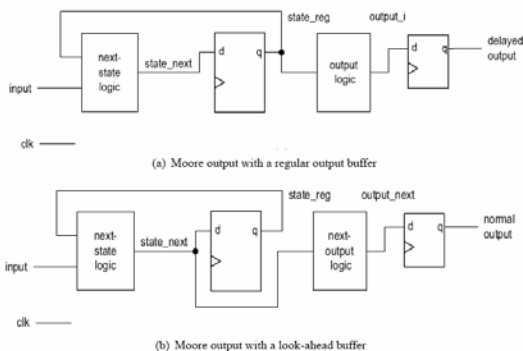 state_reg output_i
d q
d q
delayed output
next-state logic
state_next
output logic
input
clk
(a) Moore output with a regular output buffer
state_reg output_next
d q
d q
normal output
next-state logic
state_next
next-output logic
input
clk
(b) Moore output with a look-ahead buffer